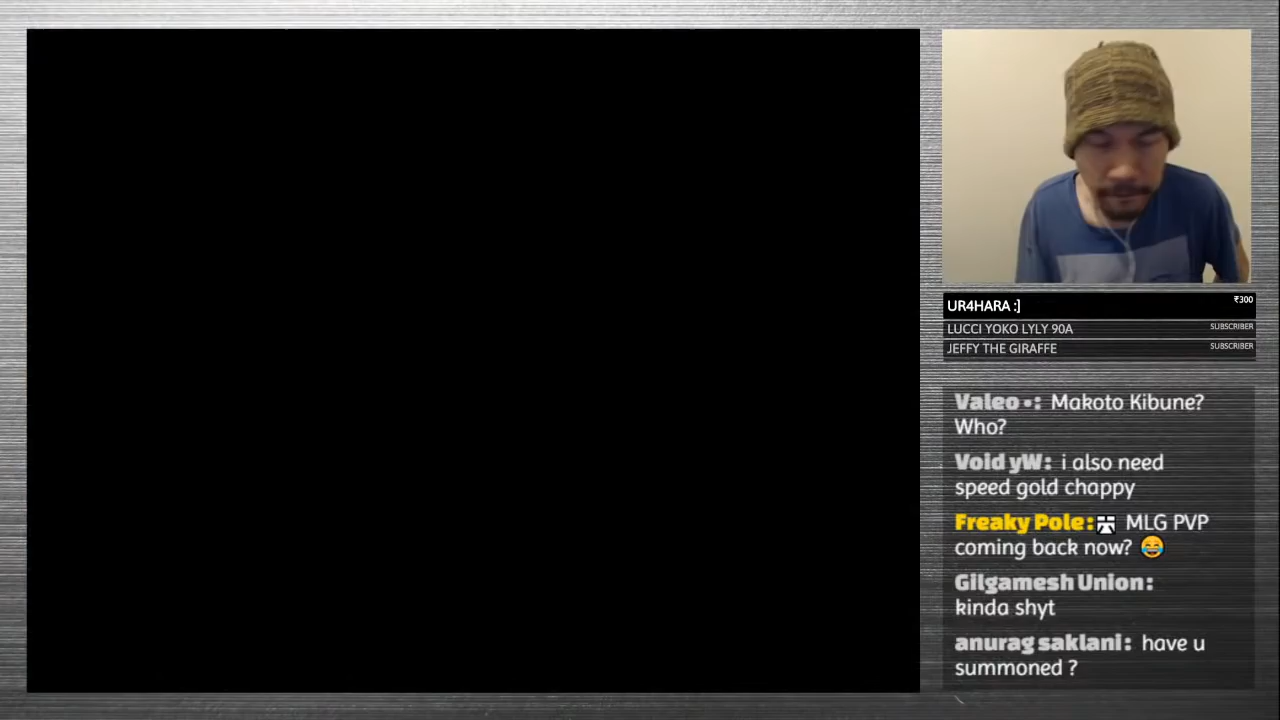 UR4HARA :] ₹300
LUCCI YOKO LYLY 90A SUBSCRIBER
JEFFY THE GIRAFFE SUBSCRIBER
Valeo •: Makoto Kibune?
Who?
Void yW: i also need
speed gold chappy
Freaky Pole: MLG PVP
coming back now? 😂
Gilgamesh Union:
kinda shyt
anurag saklani: have u
summoned ?